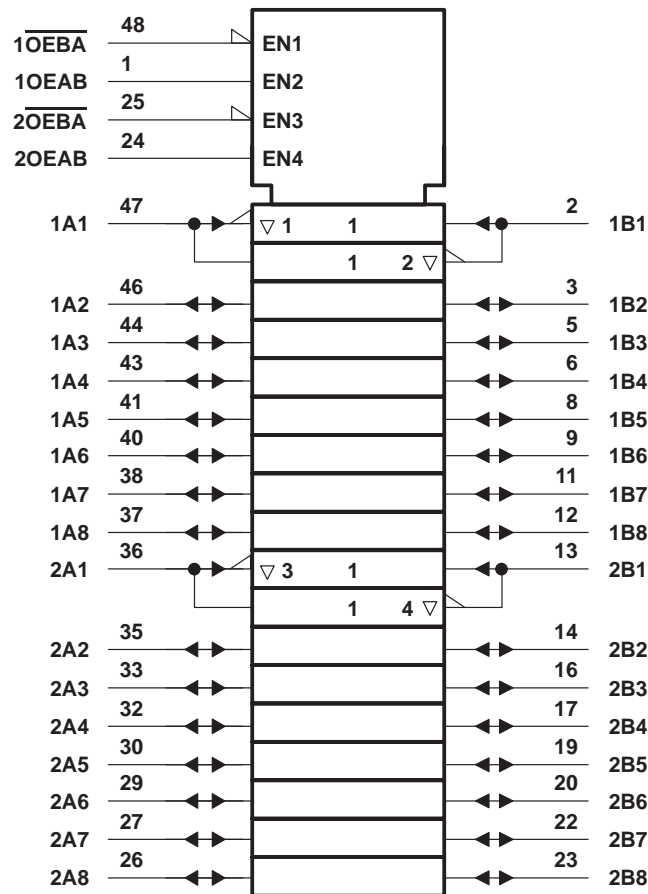 1OEBA 48 EN1
1OEAB 1 EN2
2OEBA 25 EN3
2OEAB 24 EN4
1A1 47 ▽ 1 1 2 1B1
1 2 ▽
1A2 46 3 1B2
1A3 44 5 1B3
1A4 43 6 1B4
1A5 41 8 1B5
1A6 40 9 1B6
1A7 38 11 1B7
1A8 37 12 1B8
2A1 36 ▽ 3 1 13 2B1
1 4 ▽
2A2 35 14 2B2
2A3 33 16 2B3
2A4 32 17 2B4
2A5 30 19 2B5
2A6 29 20 2B6
2A7 27 22 2B7
2A8 26 23 2B8